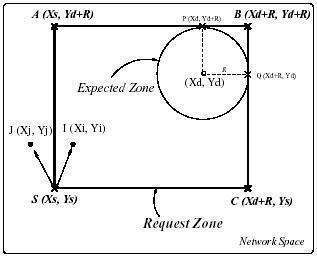 A (Xs, Yd+R)
P (Xd, Yd+R)
B (Xd+R, Yd+R)
R
Q (Xd+R, Yd)
(Xd, Yd)
Expected Zone
J (Xj, Yj)
I (Xi, Yi)
S (Xs, Ys)
C (Xd+R, Ys)
Request Zone
Network Space